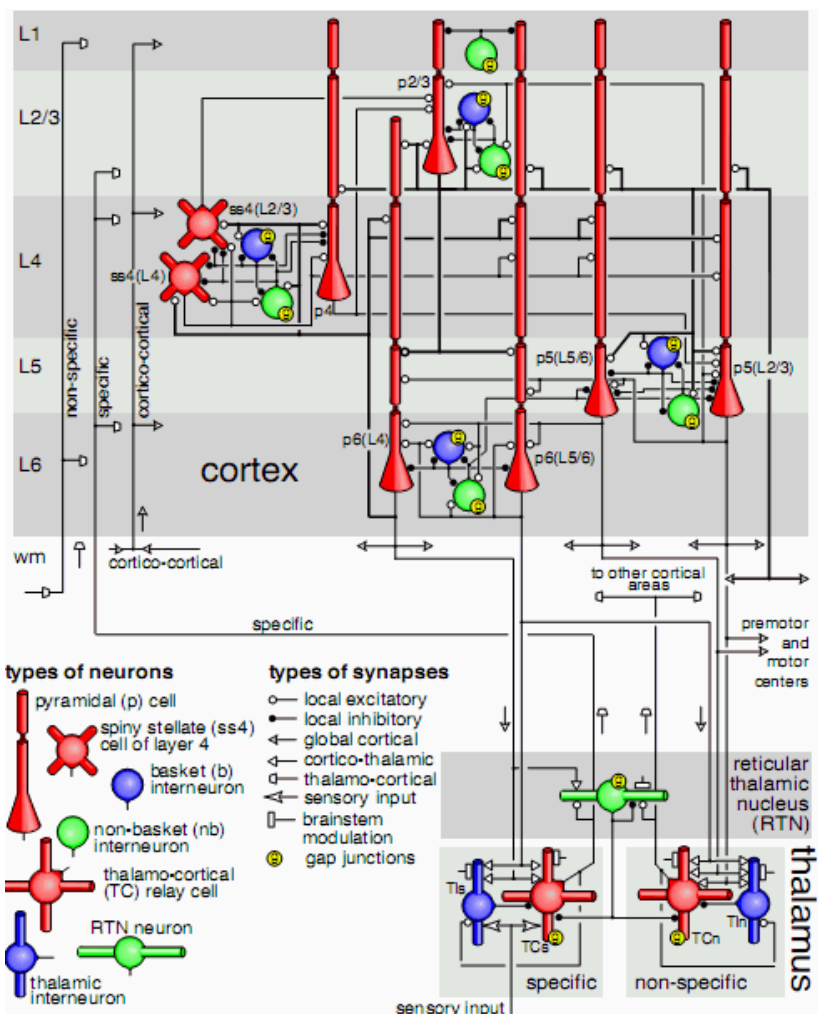 L1
L2/3
L4
L5
L6
wm
non-specific
specific
cortico-cortical
cortex
p2/3
ss4(L2/3)
ss4(L4)
p4
p5(L5/6)
p5(L2/3)
p6(L4)
p6(L5/6)
cortico-cortical
to other cortical
areas
specific
premotor
and
motor
centers
types of neurons
pyramidal (p) cell
spiny stellate (ss4)
cell of layer 4
basket (b)
interneuron
non-basket (nb)
interneuron
thalamo-cortical
(TC) relay cell
RTN neuron
thalamic
interneuron
types of synapses
local excitatory
local inhibitory
global cortical
cortico-thalamic
thalamo-cortical
sensory input
brainstem
modulation
gap junctions
reticular
thalamic
nucleus
(RTN)
thalamus
TIs
TCs
TCn
TIn
specific
non-specific
sensory input